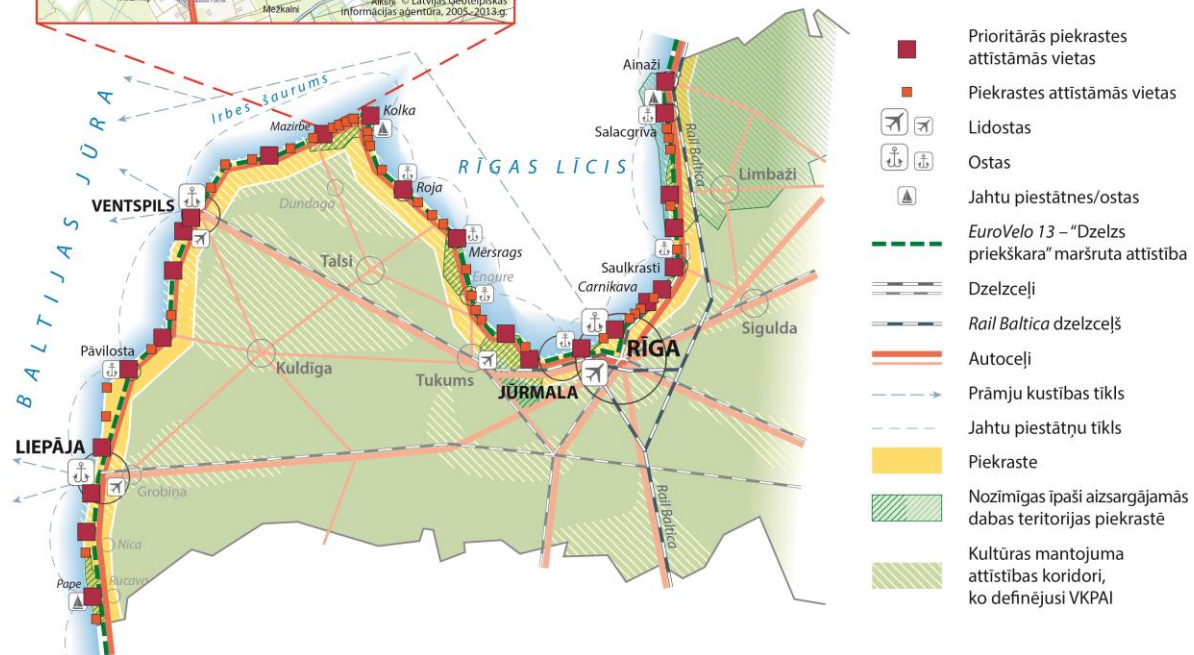 Mežkalni
© Latvijas Ģeotelpiskās
informācijas aģentūra, 2005.-2013.g.
BALTIJAS JŪRA
Irbes šaurums
RĪGAS LĪCIS
Ainaži
Salacgrīva
Rail Baltica
Limbaži
Kolka
Mazirbe
Roja
VENTSPILS
Dundaga
Mērsrags
Talsi
Engure
Saulkrasti
Carnikava
Sigulda
RĪGA
Pāvilosta
Kuldīga
Tukums
JŪRMALA
LIEPĀJA
Grobiņa
Rail Baltica
Nīca
Rucava
Pape
Prioritārās piekrastes
attīstāmās vietas
Piekrastes attīstāmās vietas
Lidostas
Ostas
Jahtu piestātnes/ostas
EuroVelo 13 – “Dzelzs
priekškara” maršruta attīstība
Dzelzceļi
Rail Baltica dzelzceļš
Autoceļi
Prāmju kustības tīkls
Jahtu piestātņu tīkls
Piekraste
Nozīmīgas īpaši aizsargājamās
dabas teritorijas piekrastē
Kultūras mantojuma
attīstības koridori,
ko definējusi VKPAI